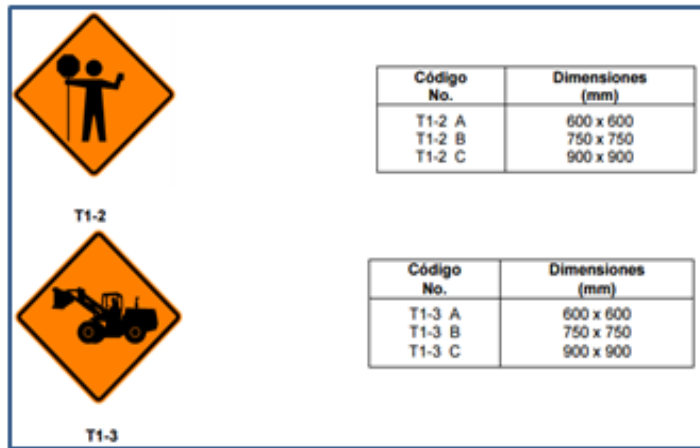 Código Dimensiones
No. (mm)
T1-2 A 600 x 600
T1-2 B 750 x 750
T1-2 C 900 x 900
T1-2
Código Dimensiones
No. (mm)
T1-3 A 600 x 600
T1-3 B 750 x 750
T1-3 C 900 x 900
T1-3